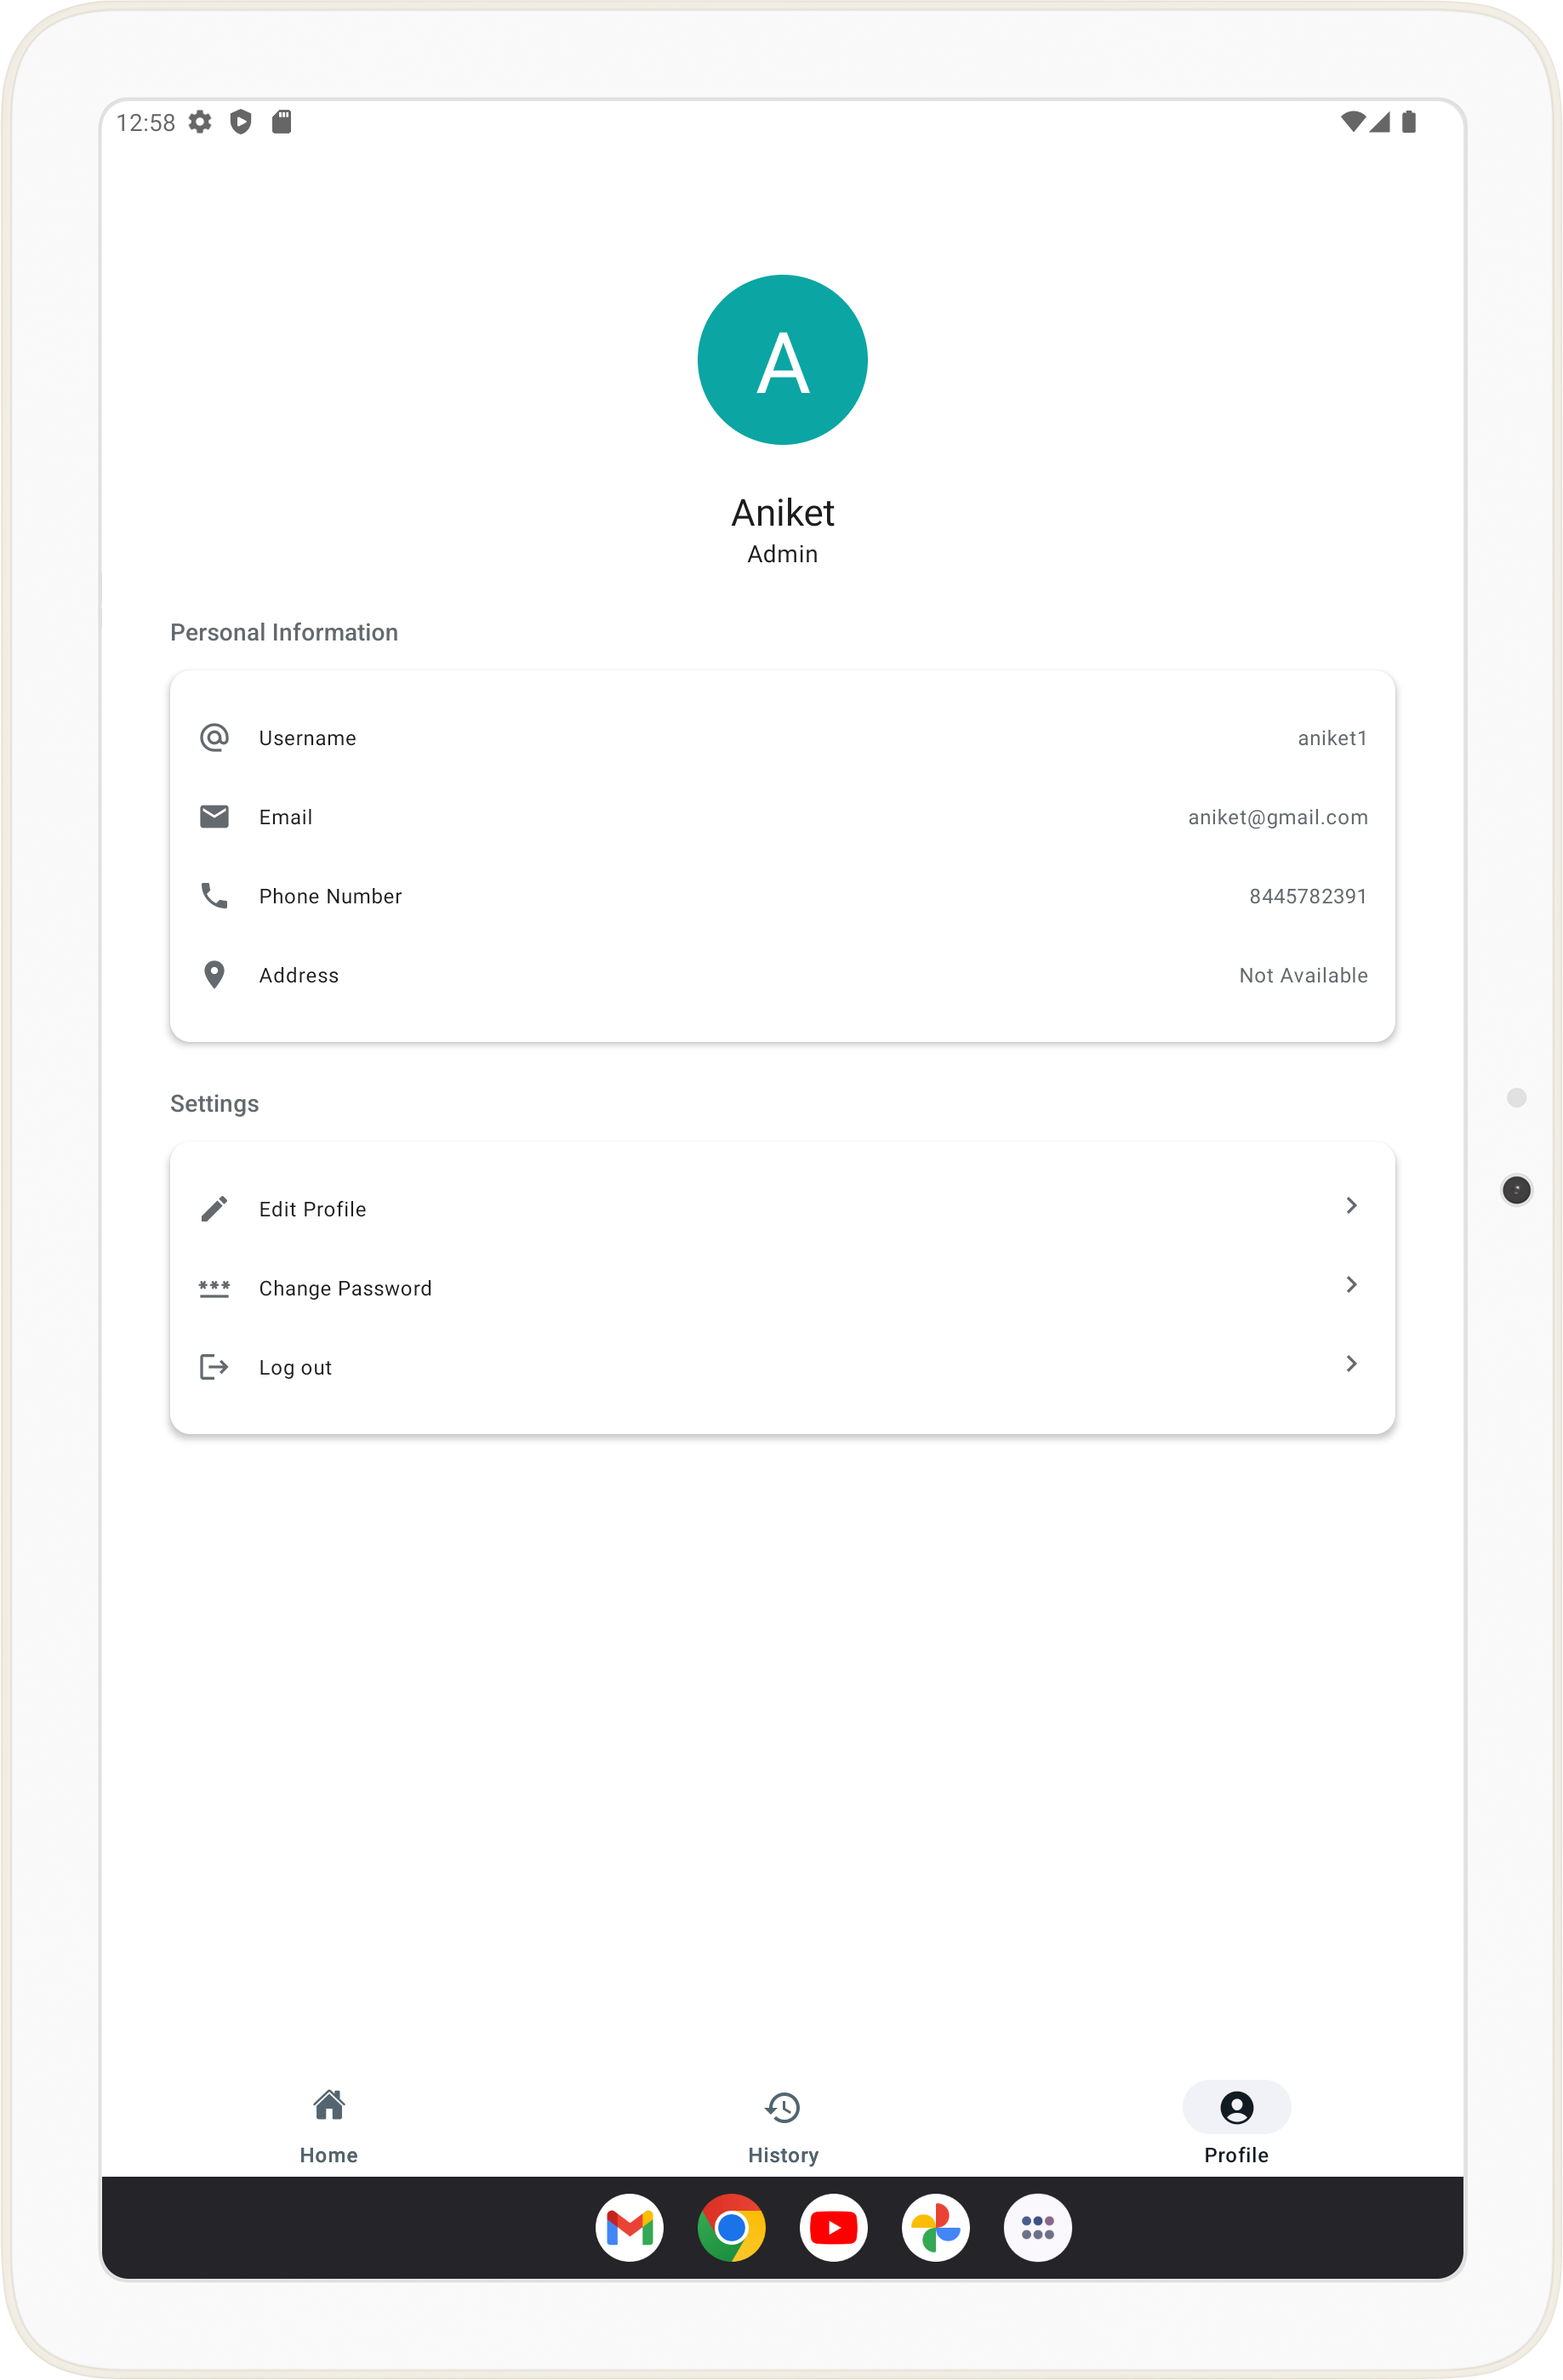 12:58
A
Aniket
Admin
Personal Information
Username aniket1
Email aniket@gmail.com
Phone Number 8445782391
Address Not Available
Settings
Edit Profile
*** Change Password
Log out
Home History Profile